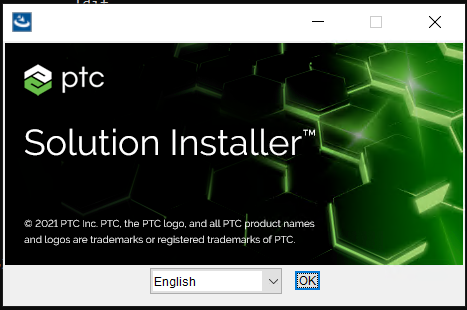 ptc
Solution Installer™
© 2021 PTC Inc. PTC, the PTC logo, and all PTC product names
and logos are trademarks or registered trademarks of PTC.
English
OK